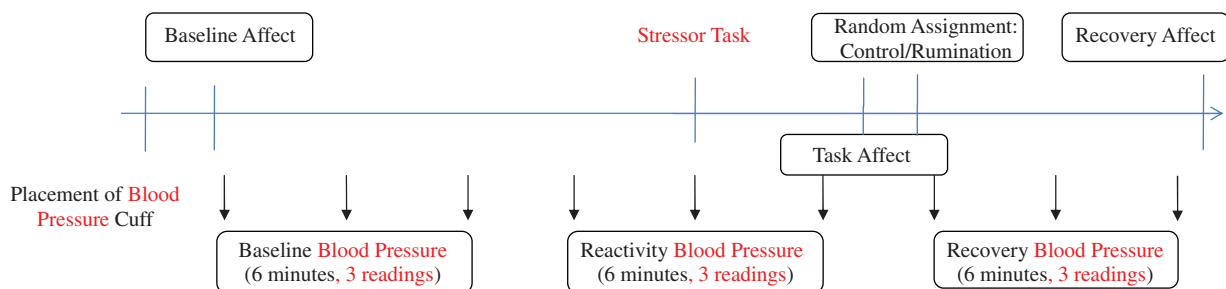 Baseline Affect
Stressor Task
Random Assignment:
Control/Rumination
Recovery Affect
Task Affect
Placement of Blood
Pressure Cuff
Baseline Blood Pressure
(6 minutes, 3 readings)
Reactivity Blood Pressure
(6 minutes, 3 readings)
Recovery Blood Pressure
(6 minutes, 3 readings)